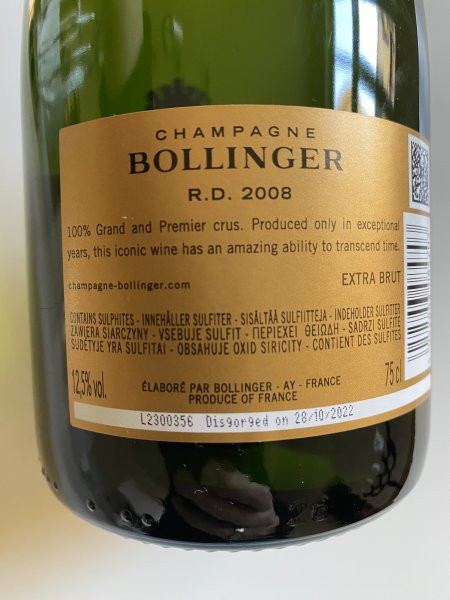 CHAMPAGNE
BOLLINGER
R.D. 2008
100% Grand and Premier crus. Produced only in exceptional
years, this iconic wine has an amazing ability to transcend time.
champagne-bollinger.com
EXTRA BRUT
CONTAINS SULPHITES - INNEHÅLLER SULFITER - SISÄLTÄÄ SULFIITTEJA - INDEHOLDER SULFITTER
ZAWIERA SIARCZYNY - VSEBUJE SULFIT - ΠΕΡΙΕΧΕΙ ΘΕΙΩΔΗ - SADRZI SULFITE
SUDĖTYJE YRA SULFITAI - OBSAHUJE OXID SIRICITY - CONTIENT DES SULFITES
12,5% vol.
ÉLABORÉ PAR BOLLINGER - AY - FRANCE
PRODUCE OF FRANCE
75 cl
L2300356 Disgorged on 28/10/2022